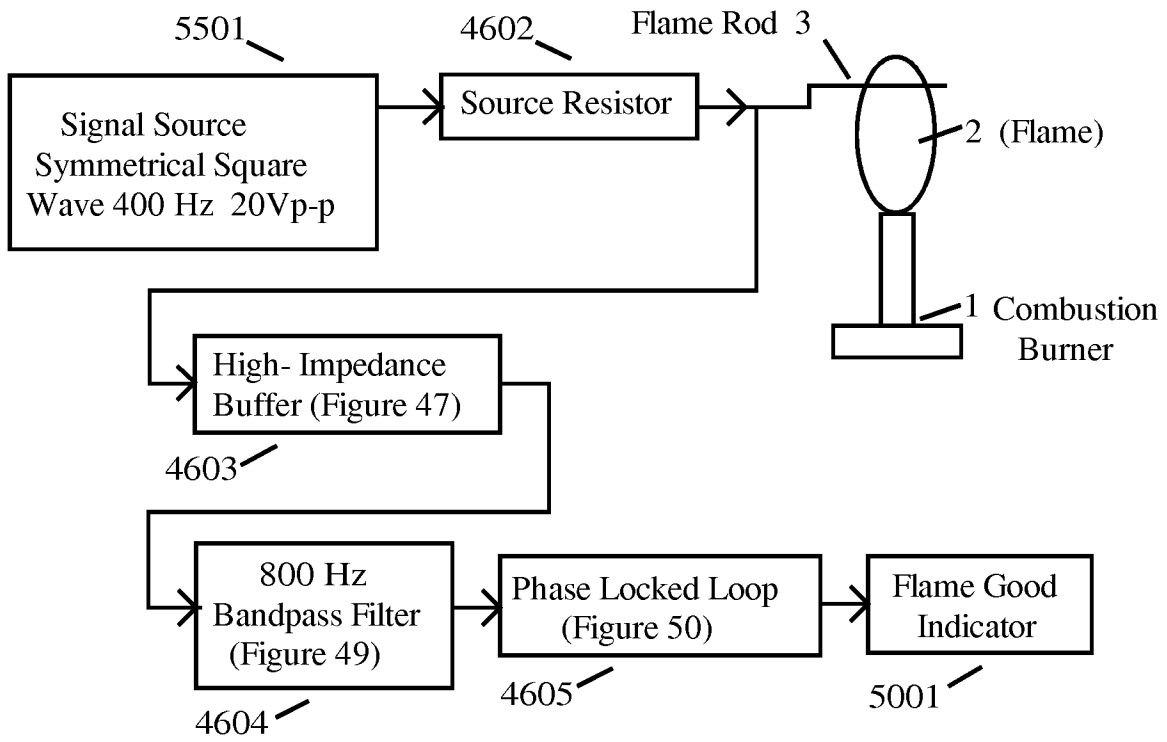 5501
4602
Flame Rod 3
Signal Source
Symmetrical Square
Wave 400 Hz 20Vp-p
Source Resistor
2 (Flame)
1 Combustion
Burner
High- Impedance
Buffer (Figure 47)
4603
800 Hz
Bandpass Filter
(Figure 49)
4604
Phase Locked Loop
(Figure 50)
4605
Flame Good
Indicator
5001